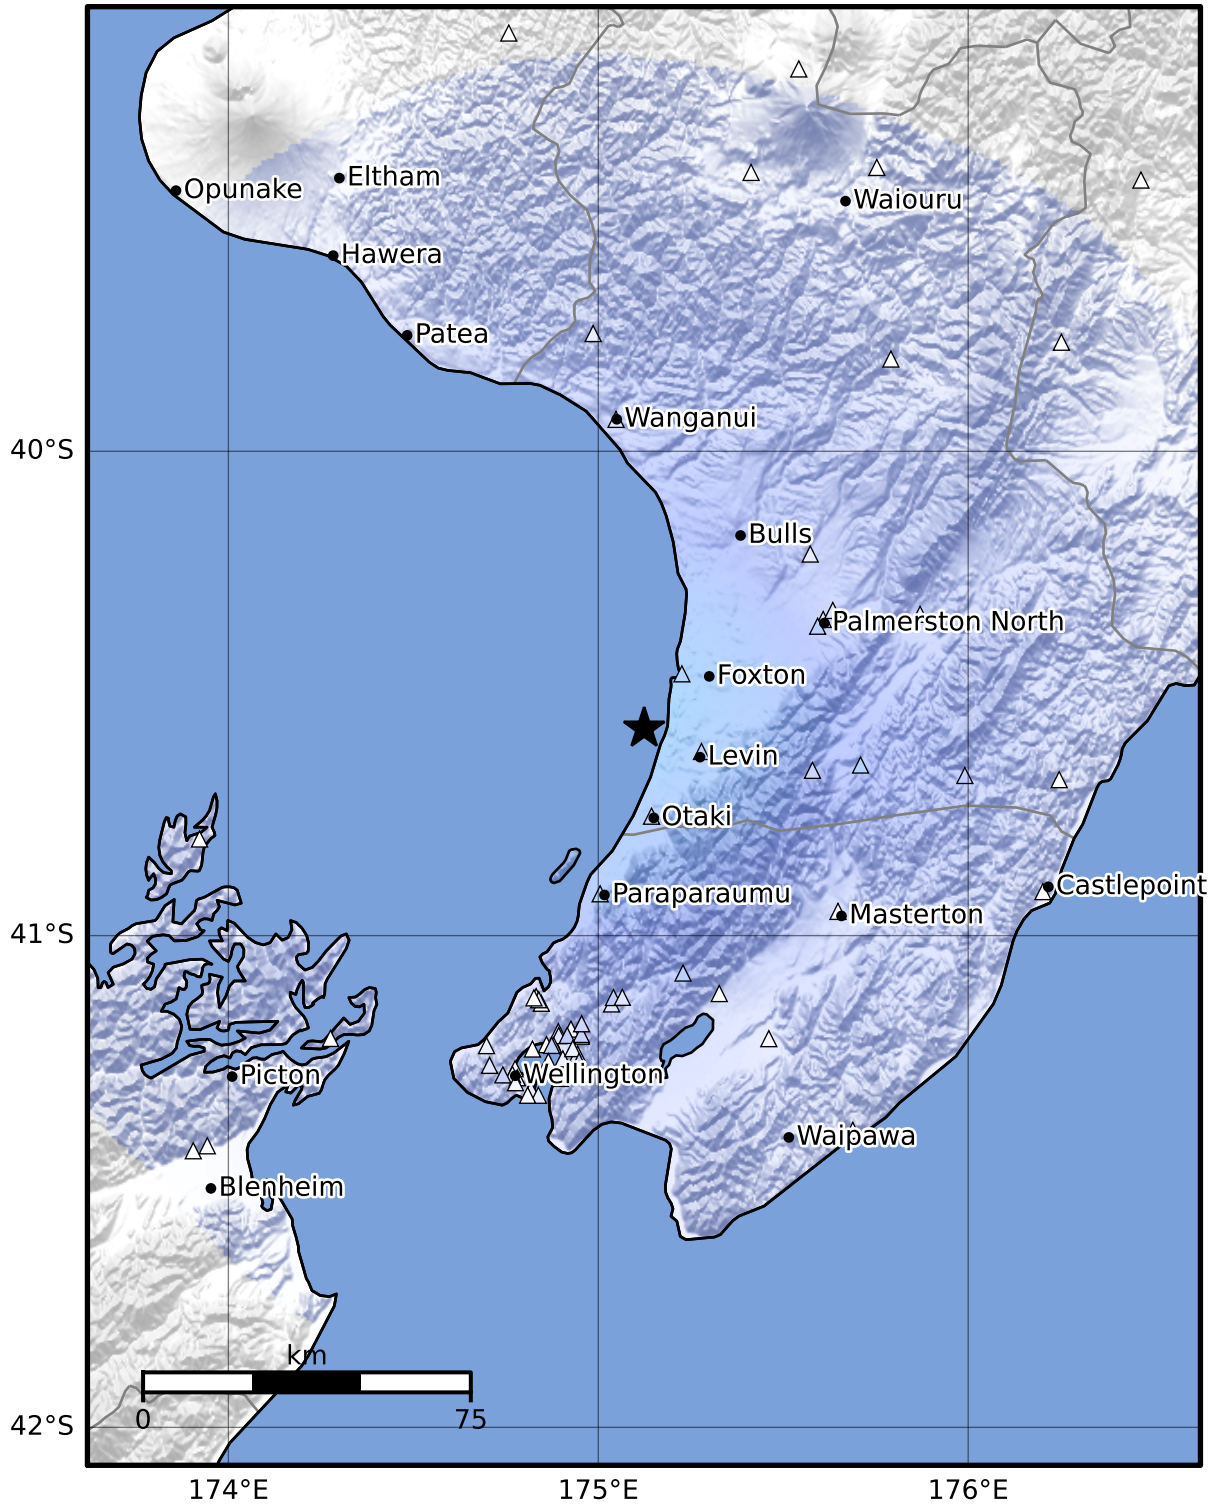 Eltham
Opunake
Waiouru
Hawera
Patea
Wanganui
40°S
Bulls
Palmerston North
Foxton
Levin
Otaki
Castlepoint
Paraparaumu
Masterton
41°S
Picton
Wellington
Waipawa
Blenheim
km
0 75
42°S
174°E 175°E 176°E